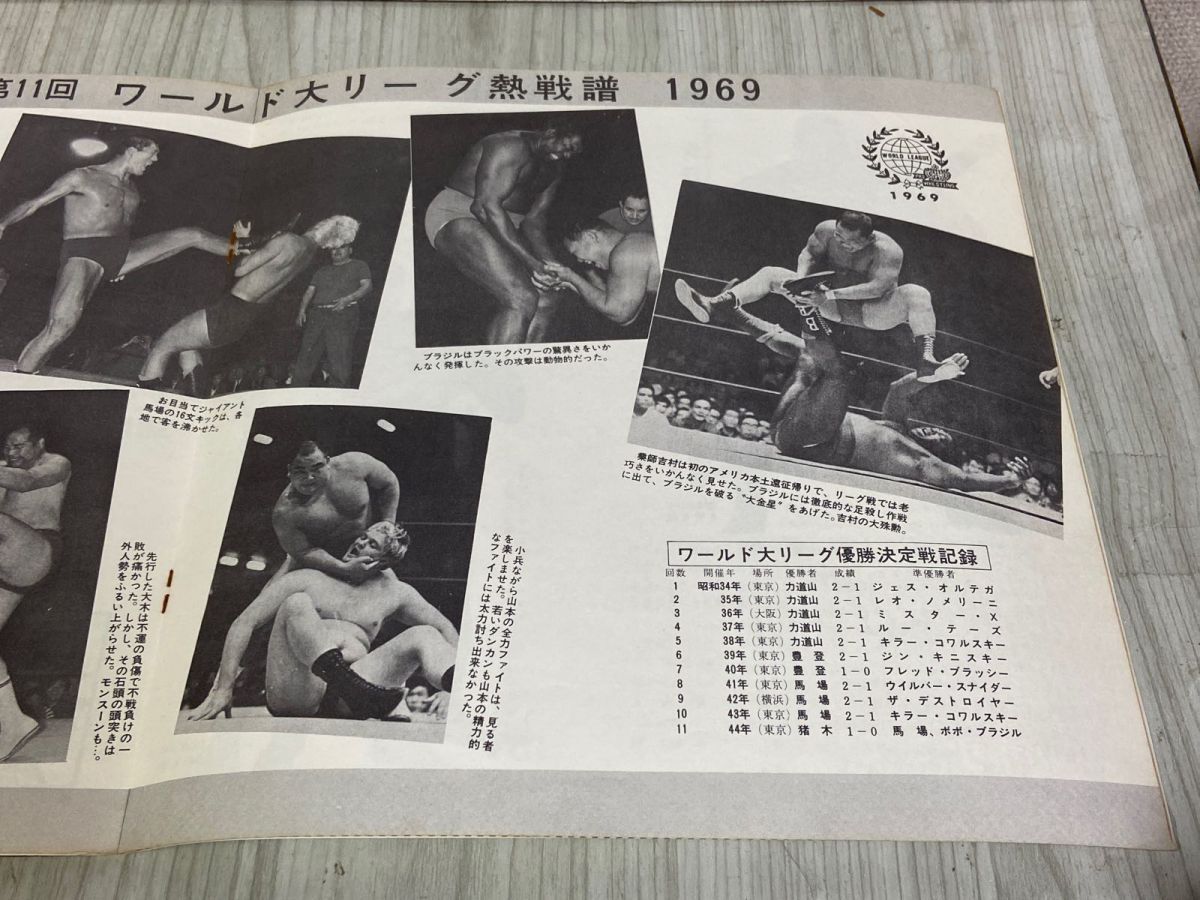 第11回 ワールド大リーグ熱戦譜 1969
WORLD LEAGUE
WRESTLING
1969
お目当てジャイアント
馬場の16文キックは、各
地で客を沸かせた。
ブラジルはブラックパワーの驚異さをいか
んなく発揮した。その攻撃は動物的だった。
業師吉村は初のアメリカ本土遠征帰りで、リーグ戦では老
巧さをいかんなく見せた。ブラジルには徹底的な足殺し作戦
に出て、ブラジルを破る“大金星”をあげた。吉村の大殊勲。
先行した大木は不運の負傷で不戦負けの一
敗が痛かった。しかし、その石頭の頭突きは
外人勢をふるい上がらせた。モンスーンも…。
小兵ながら山本の全力ファイトは、見る者
を楽しませた。若いダンカンも山本の精力的
なファイトには太刀討ち出来なかった。
ワールド大リーグ優勝決定戦記録
回数 開催年 場所 優勝者 成績 準優勝者
1 昭和34年(東京)力道山 2-1 ジェス・オルテガ
2 35年(東京)力道山 2-1 レオ・ノメリーニ
3 36年(大阪)力道山 2-1 ミスター・X
4 37年(東京)力道山 2-1 ルー・テーズ
5 38年(東京)力道山 2-1 キラー・コワルスキー
6 39年(東京)豊登 2-1 ジン・キニスキー
7 40年(東京)豊登 1-0 フレッド・ブラッシー
8 41年(東京)馬場 2-1 ウイルバー・スナイダー
9 42年(横浜)馬場 2-1 ザ・デストロイヤー
10 43年(東京)馬場 2-1 キラー・コワルスキー
11 44年(東京)猪木 1-0 馬場、ボボ・ブラジル